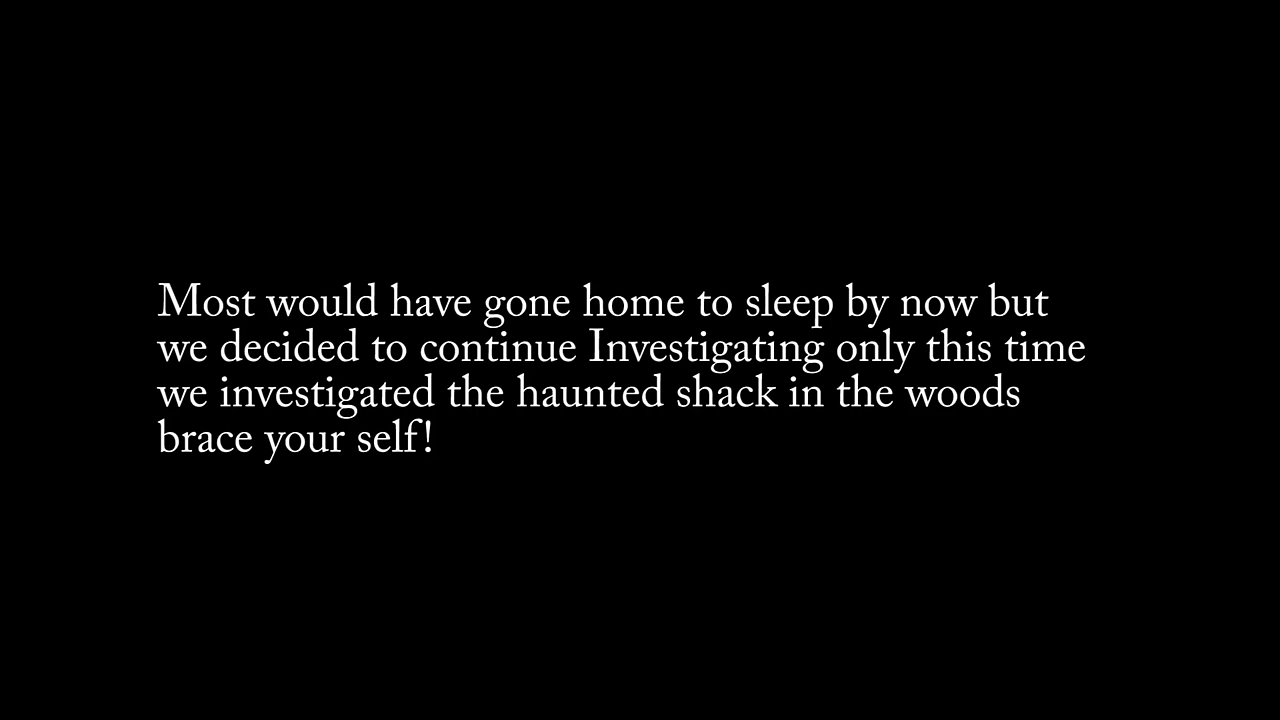 Most would have gone home to sleep by now but
we decided to continue Investigating only this time
we investigated the haunted shack in the woods
brace your self!